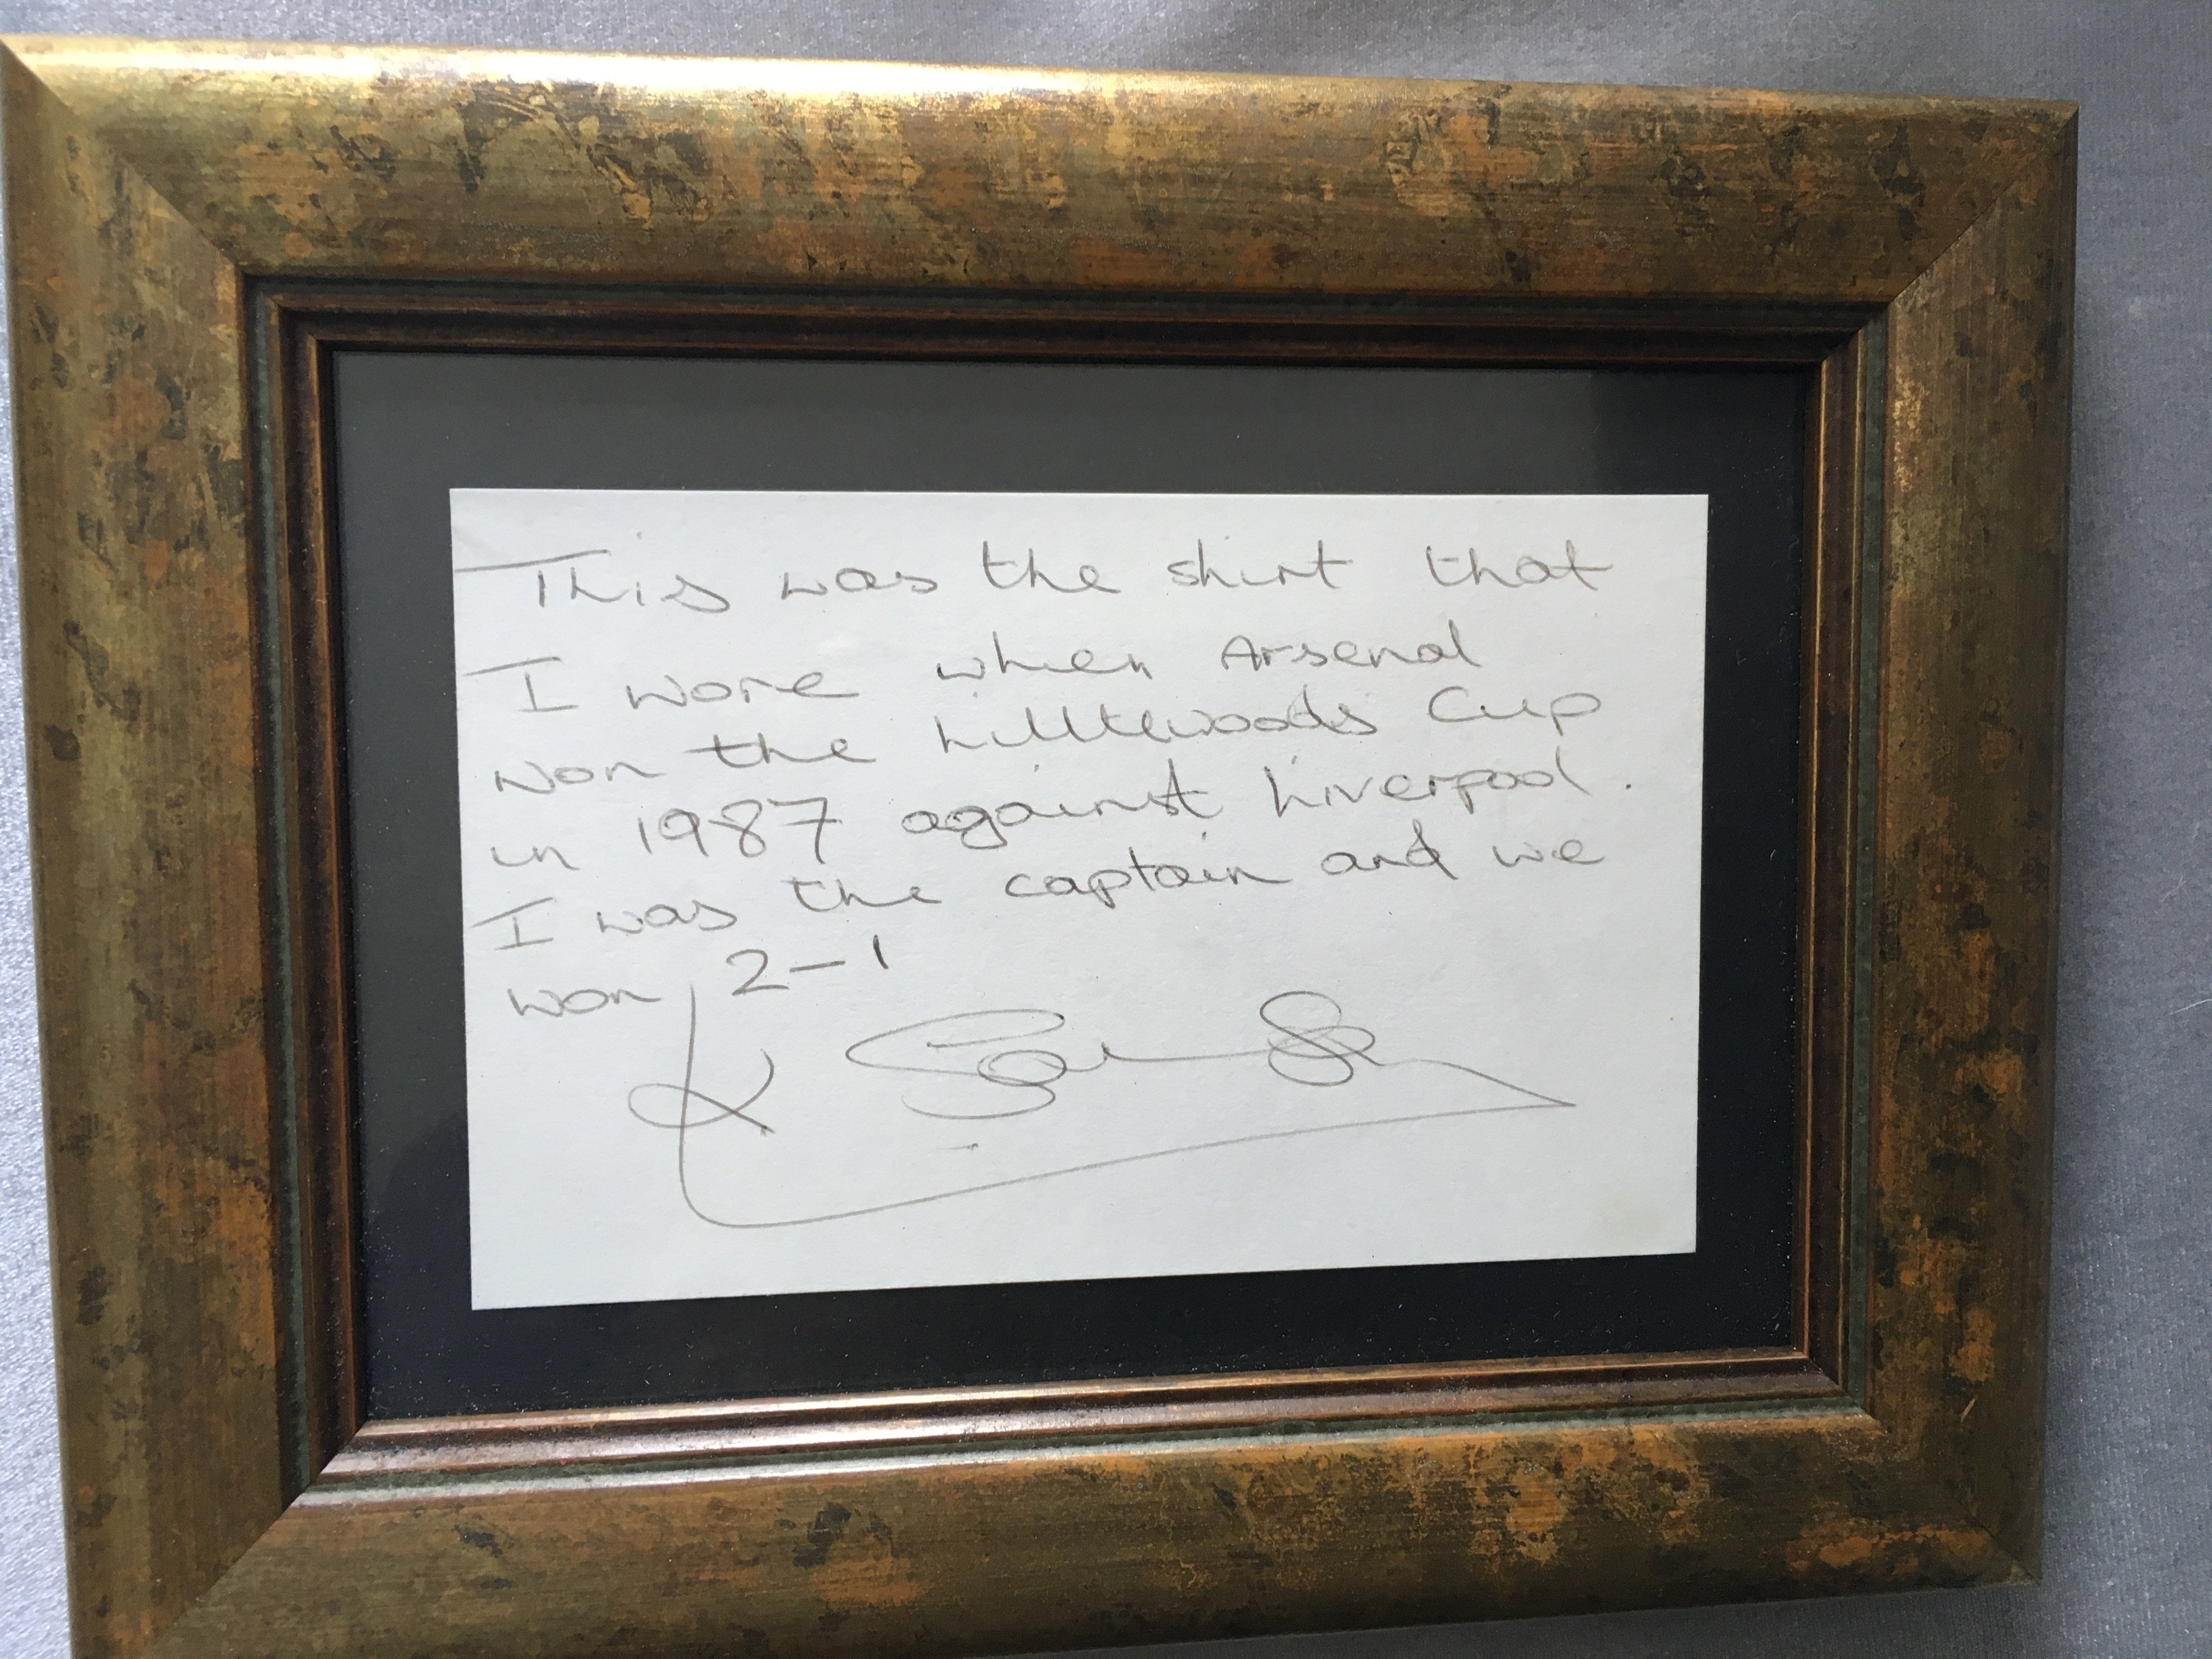 This was the shirt that
I wore when Arsenal
won the Littlewoods Cup
in 1987 against Liverpool.
I was the captain and we
won 2-1
K Sansom